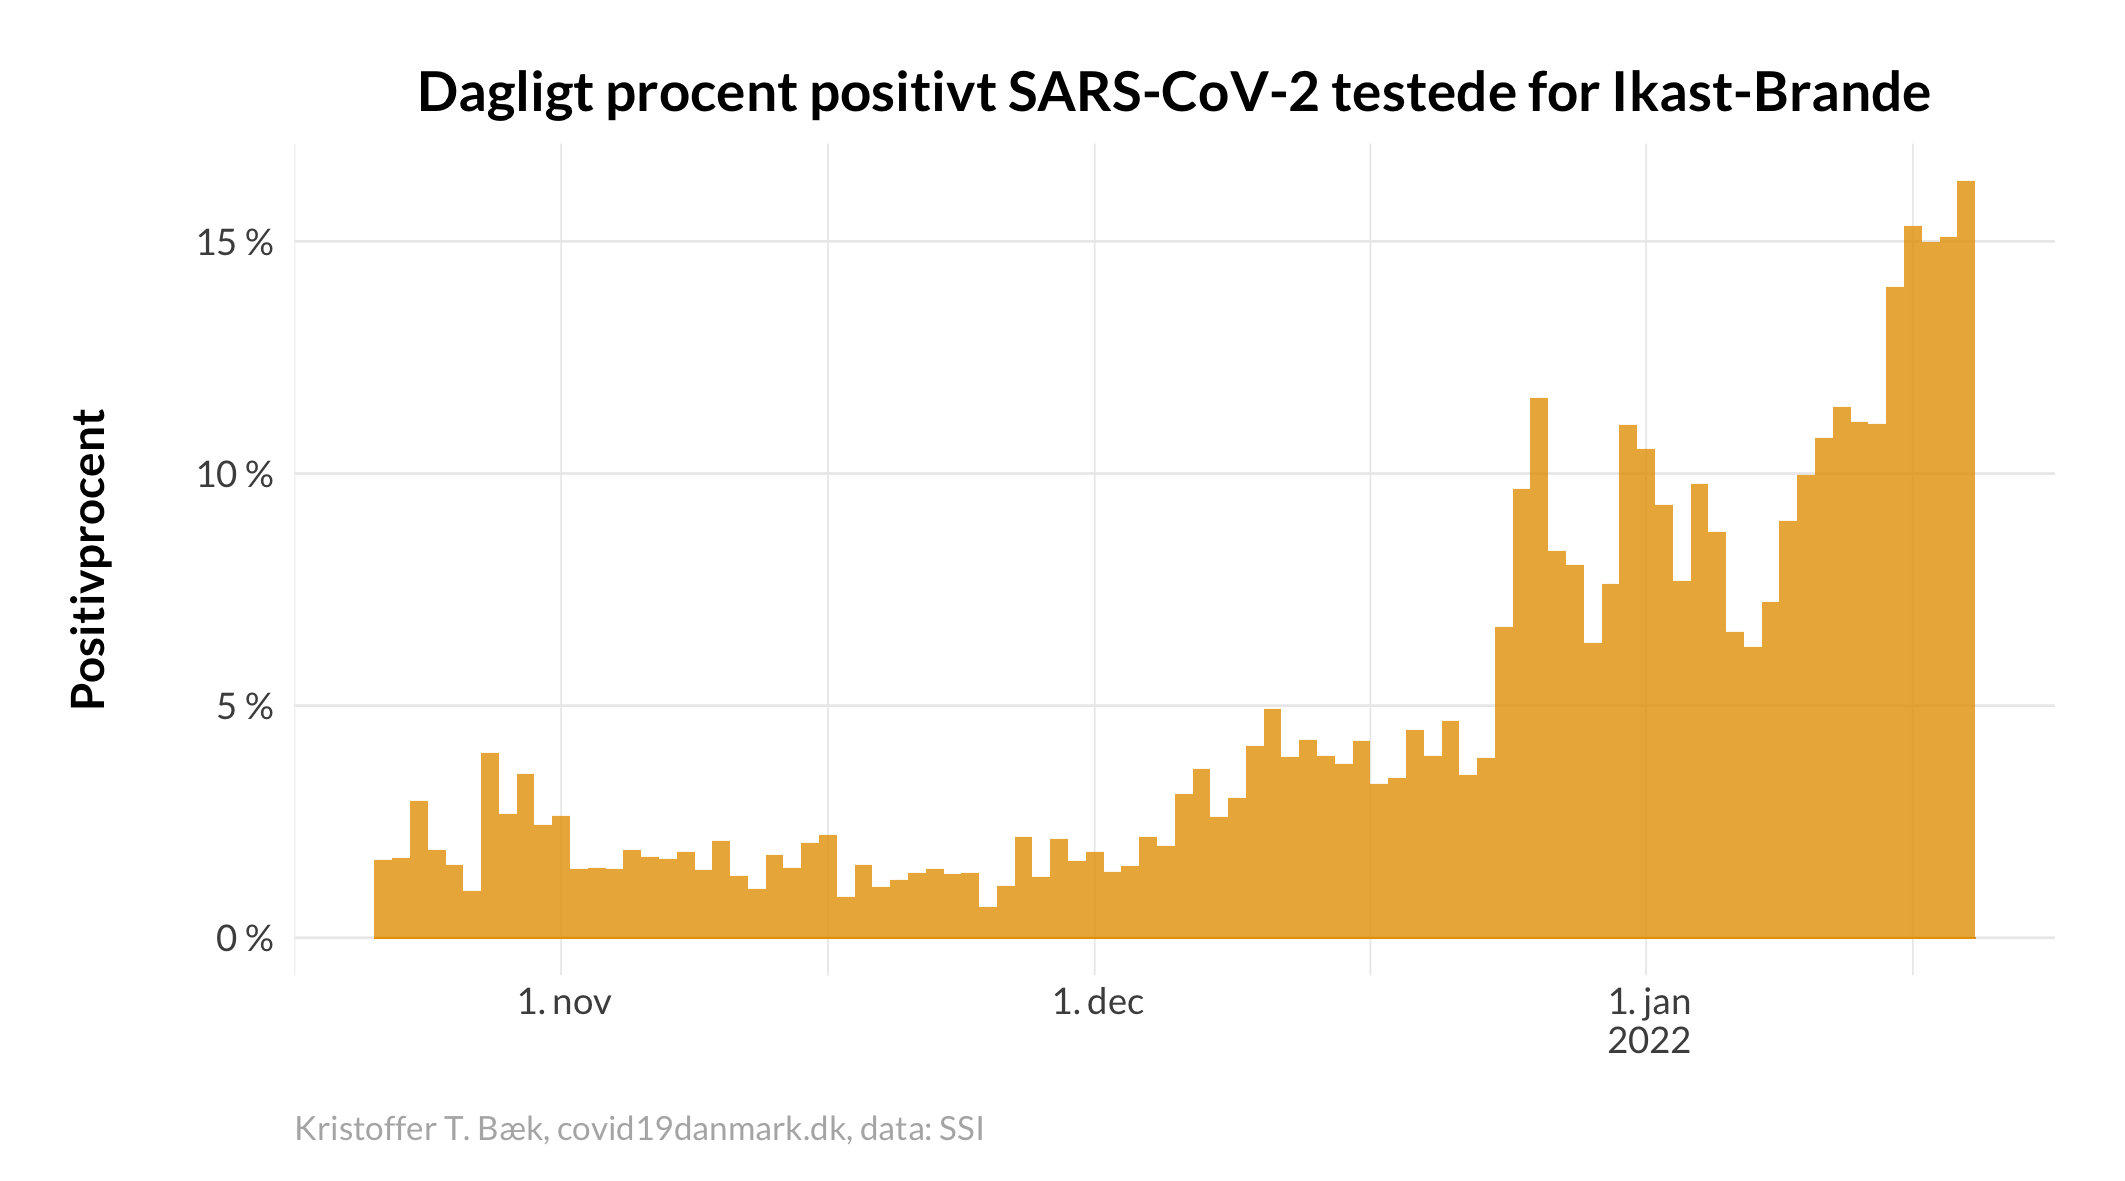 Dagligt procent positivt SARS-CoV-2 testede for Ikast-Brande
Positivprocent
15 %
10 %
5 %
0 %
1. nov
1. dec
1. jan
2022
Kristoffer T. Bæk, covid19danmark.dk, data: SSI